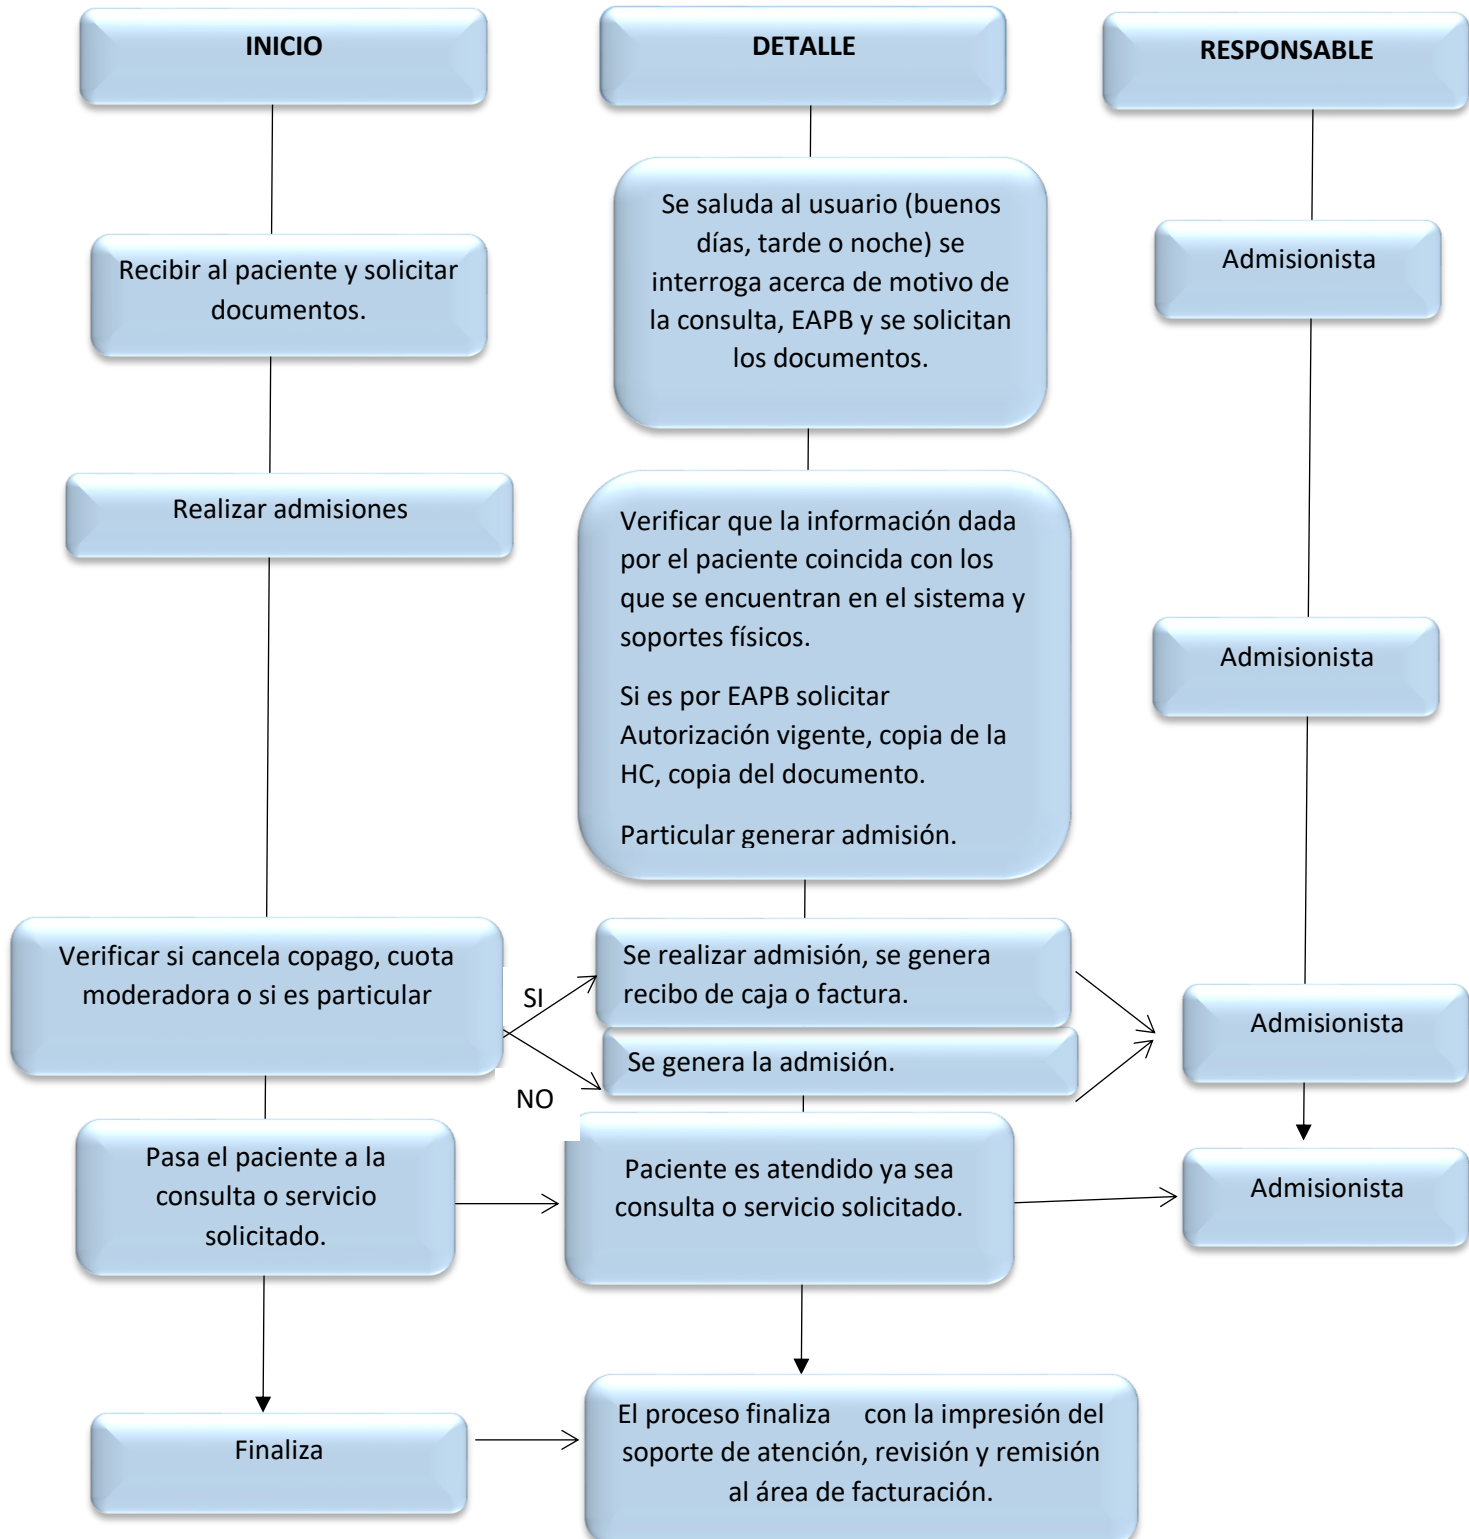 INICIO
DETALLE
RESPONSABLE
Recibir al paciente y solicitar
documentos.
Se saluda al usuario (buenos
días, tarde o noche) se
interroga acerca de motivo de
la consulta, EAPB y se solicitan
los documentos.
Admisionista
Realizar admisiones
Verificar que la información dada
por el paciente coincida con los
que se encuentran en el sistema y
soportes físicos.
Si es por EAPB solicitar
Autorización vigente, copia de la
HC, copia del documento.
Particular generar admisión.
Admisionista
Verificar si cancela copago, cuota
moderadora o si es particular
SI
Se realizar admisión, se genera
recibo de caja o factura.
NO
Se genera la admisión.
Admisionista
Pasa el paciente a la
consulta o servicio
solicitado.
Paciente es atendido ya sea
consulta o servicio solicitado.
Admisionista
Finaliza
El proceso finaliza con la impresión del
soporte de atención, revisión y remisión
al área de facturación.